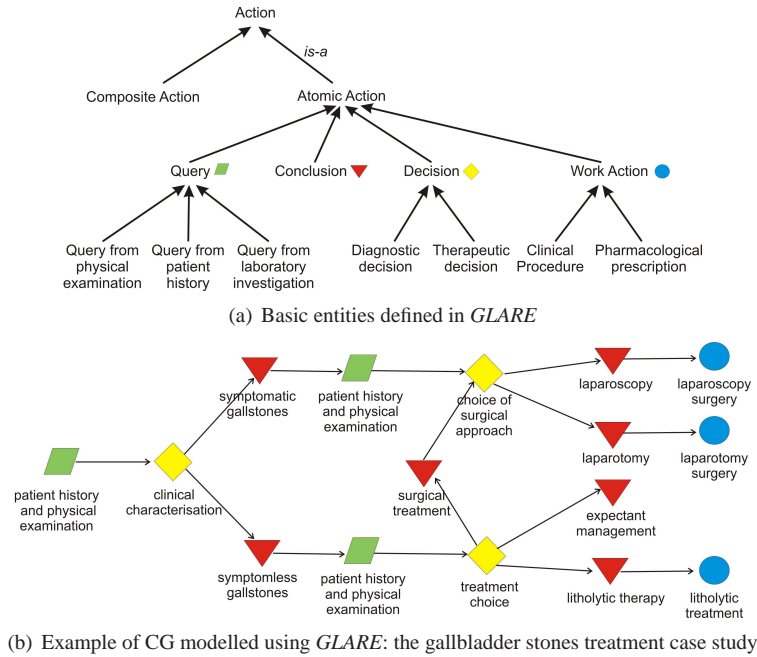 Action
is-a
Composite Action
Atomic Action
Query
Conclusion
Decision
Work Action
Query from
physical
examination
Query from
patient
history
Query from
laboratory
investigation
Diagnostic
decision
Therapeutic
decision
Clinical
Procedure
Pharmacological
prescription
(a) Basic entities defined in GLARE
symptomatic
gallstones
patient history
and physical
examination
choice of
surgical
approach
laparoscopy
laparoscopy
surgery
laparotomy
laparotomy
surgery
patient history
and physical
examination
clinical
characterisation
surgical
treatment
expectant
management
symptomless
gallstones
patient history
and physical
examination
treatment
choice
litholytic therapy
litholytic
treatment
(b) Example of CG modelled using GLARE: the gallbladder stones treatment case study